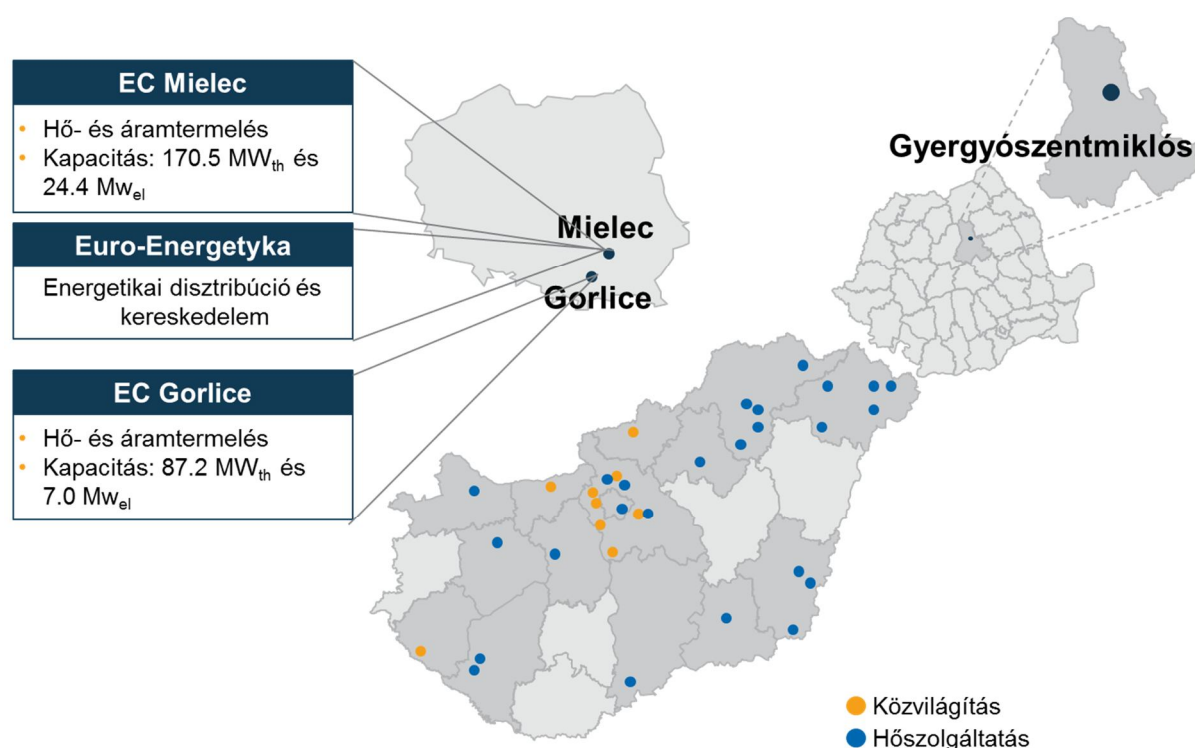 EC Mielec
• Hő- és áramtermelés
• Kapacitás: 170.5 MWth és
24.4 Mwel
Euro-Energetyka
Energetikai disztribúció és
kereskedelem
EC Gorlice
• Hő- és áramtermelés
• Kapacitás: 87.2 MWth és
7.0 Mwel
Mielec
Gorlice
Gyergyószentmiklós
Közvilágítás
Hőszolgáltatás